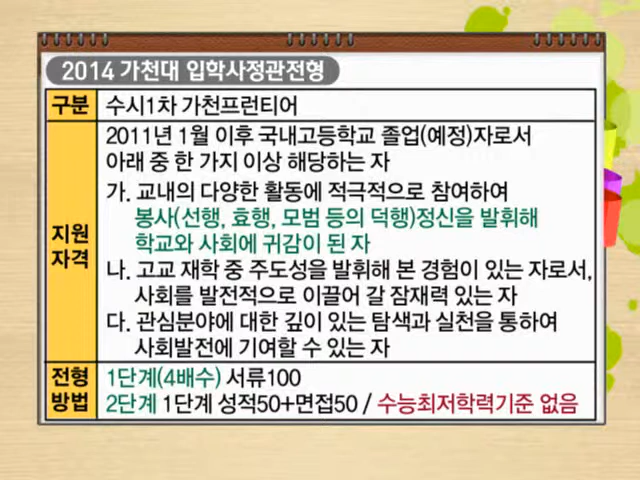 2014 가천대 입학사정관전형
구분 수시1차 가천프런티어
지원자격
2011년 1월 이후 국내고등학교 졸업(예정)자로서
아래 중 한 가지 이상 해당하는 자
가. 교내의 다양한 활동에 적극적으로 참여하여
봉사(선행, 효행, 모범 등의 덕행)정신을 발휘해
학교와 사회에 귀감이 된 자
나. 고교 재학 중 주도성을 발휘해 본 경험이 있는 자로서,
사회를 발전적으로 이끌어 갈 잠재력 있는 자
다. 관심분야에 대한 깊이 있는 탐색과 실천을 통하여
사회발전에 기여할 수 있는 자
전형방법
1단계(4배수) 서류100
2단계 1단계 성적50+면접50 / 수능최저학력기준 없음